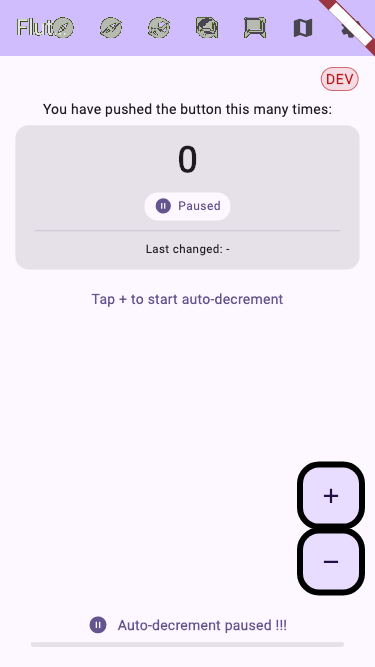 Flut
DEV
You have pushed the button this many times:
0
Paused
Last changed: -
Tap + to start auto-decrement
+
−
Auto-decrement paused !!!